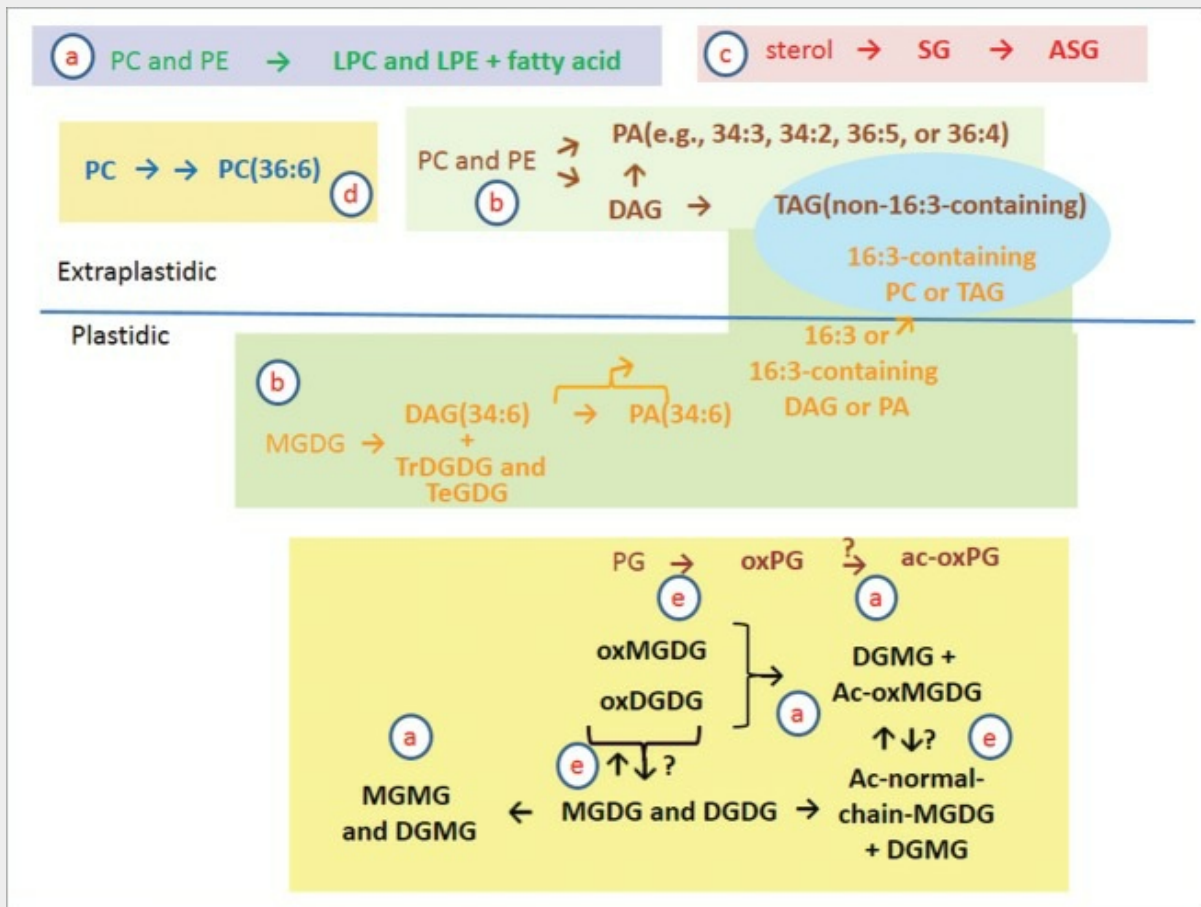 a PC and PE → LPC and LPE + fatty acid
c sterol → SG → ASG
PA(e.g., 34:3, 34:2, 36:5, or 36:4)
PC and PE ↗ ↘
b
↑
DAG →
PC → → PC(36:6)
d
TAG(non-16:3-containing)
16:3-containing
PC or TAG
Extraplastidic
Plastidic
16:3 or ↗
16:3-containing
DAG or PA
b
MGDG →
DAG(34:6) → PA(34:6)
+
TrDGDG and
TeGDG
PG → oxPG ? → ac-oxPG
e
a
oxMGDG
oxDGDG
→
a
DGMG +
Ac-oxMGDG
↑↓? e
a
e ↑↓ ?
MGMG
and DGMG
← MGDG and DGDG →
Ac-normal-
chain-MGDG
+ DGMG